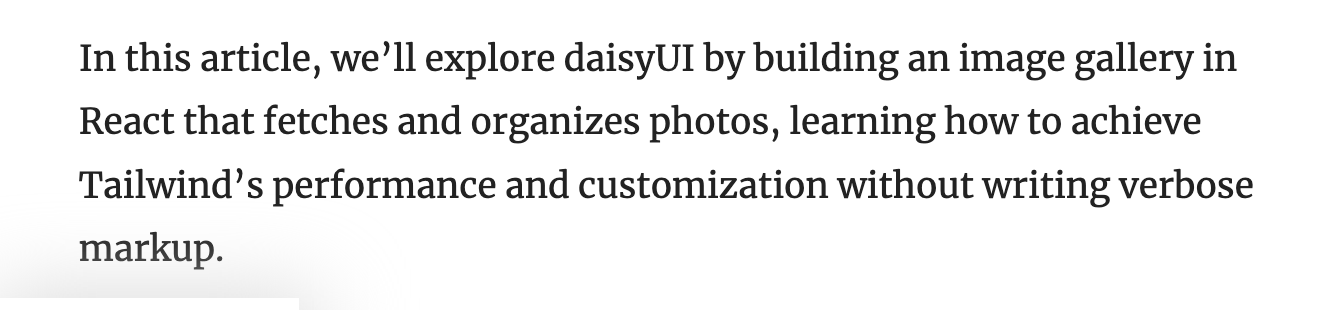 In this article, we’ll explore daisyUI by building an image gallery in
React that fetches and organizes photos, learning how to achieve
Tailwind’s performance and customization without writing verbose
markup.